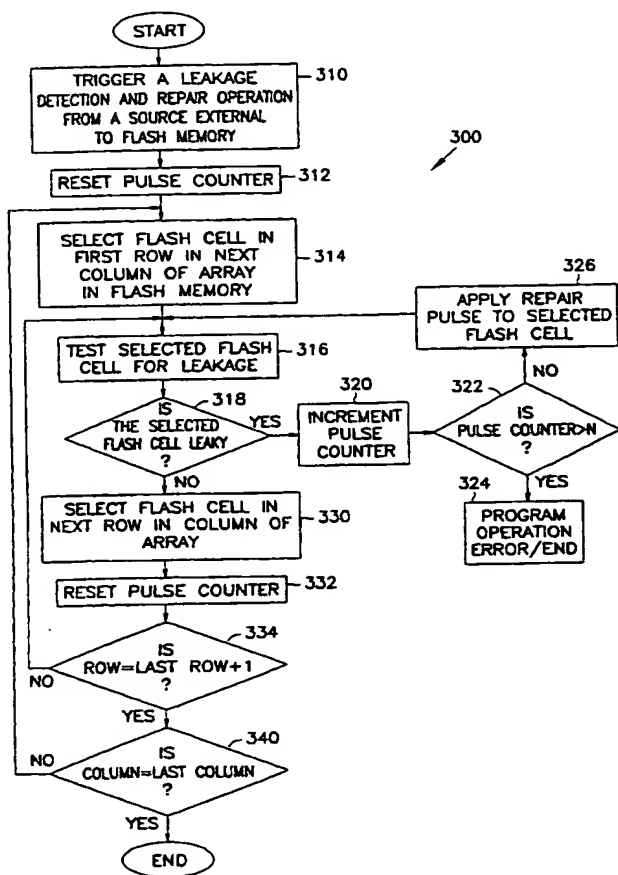 START
TRIGGER A LEAKAGE
DETECTION AND REPAIR OPERATION
FROM A SOURCE EXTERNAL
TO FLASH MEMORY
310
300
RESET PULSE COUNTER
312
SELECT FLASH CELL IN
FIRST ROW IN NEXT
COLUMN OF ARRAY
IN FLASH MEMORY
314
326
APPLY REPAIR
PULSE TO SELECTED
FLASH CELL
TEST SELECTED FLASH
CELL FOR LEAKAGE
316
NO
318
IS
THE SELECTED
FLASH CELL LEAKY
?
YES
320
INCREMENT
PULSE
COUNTER
322
IS
PULSE COUNTER>N
?
NO
YES
324
PROGRAM
OPERATION
ERROR/END
SELECT FLASH CELL IN
NEXT ROW IN COLUMN OF
ARRAY
330
RESET PULSE COUNTER
332
334
IS
ROW=LAST ROW+1
?
NO
YES
340
IS
COLUMN=LAST COLUMN
?
NO
YES
END